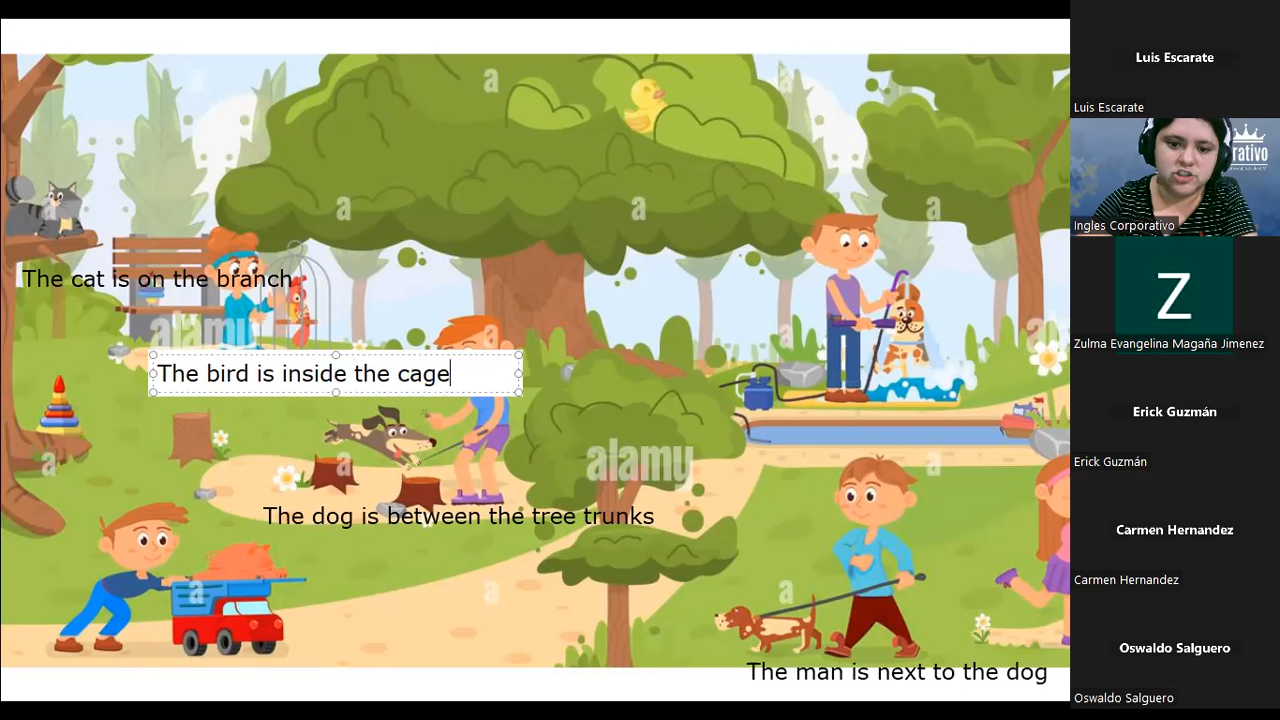 Luis Escarate
Luis Escarate
rativo
Ingles Corporativo
Z
Zulma Evangelina Magaña Jimenez
Erick Guzmán
Erick Guzmán
Carmen Hernandez
Carmen Hernandez
Oswaldo Salguero
Oswaldo Salguero
The cat is on the branch
The bird is inside the cage
The dog is between the tree trunks
The man is next to the dog
a
a
a
a
a
a
alamy
a
a
alamy
a
a
a
a
a